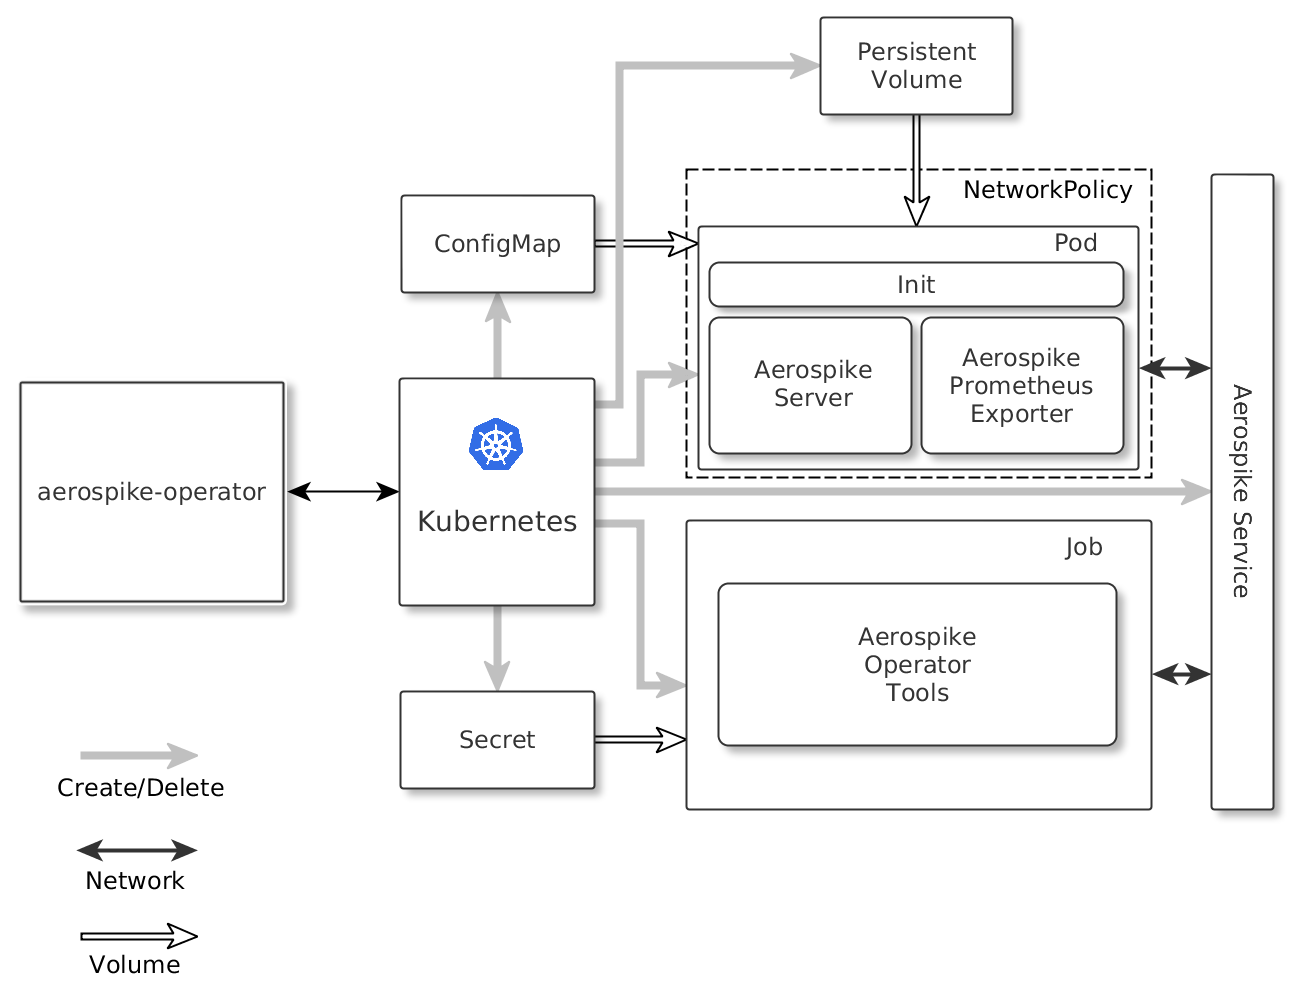 Persistent
Volume
NetworkPolicy
ConfigMap
Pod
Init
Aerospike
Server
Aerospike
Prometheus
Exporter
aerospike-operator
Kubernetes
Aerospike Service
Job
Aerospike
Operator
Tools
Secret
Create/Delete
Network
Volume